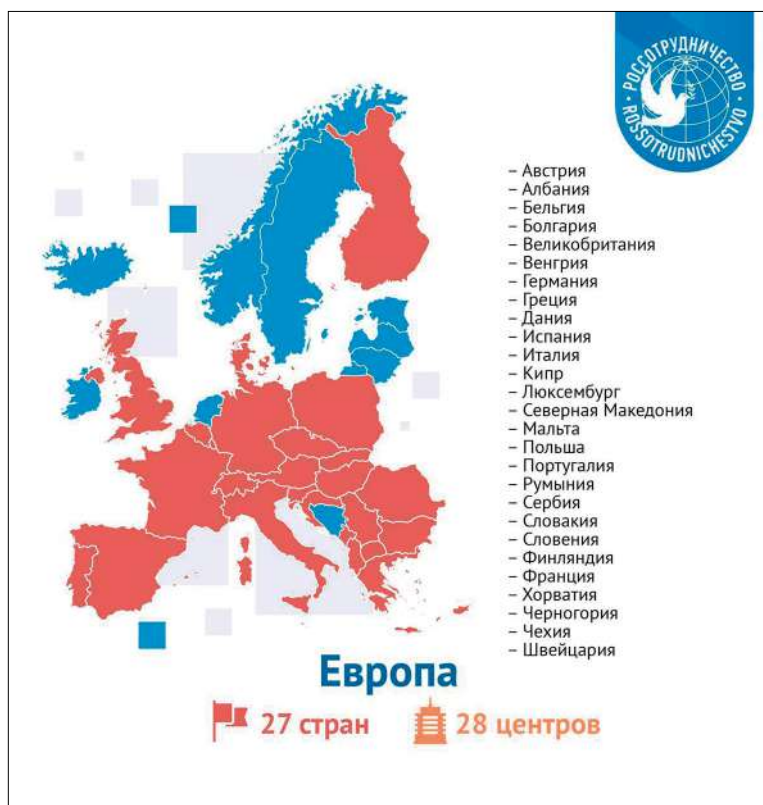 РОССОТРУДНИЧЕСТВО
ROSSOTRUDNICHESTVO
– Австрия
– Албания
– Бельгия
– Болгария
– Великобритания
– Венгрия
– Германия
– Греция
– Дания
– Испания
– Италия
– Кипр
– Люксембург
– Северная Македония
– Мальта
– Польша
– Португалия
– Румыния
– Сербия
– Словакия
– Словения
– Финляндия
– Франция
– Хорватия
– Черногория
– Чехия
– Швейцария
Европа
27 стран
28 центров